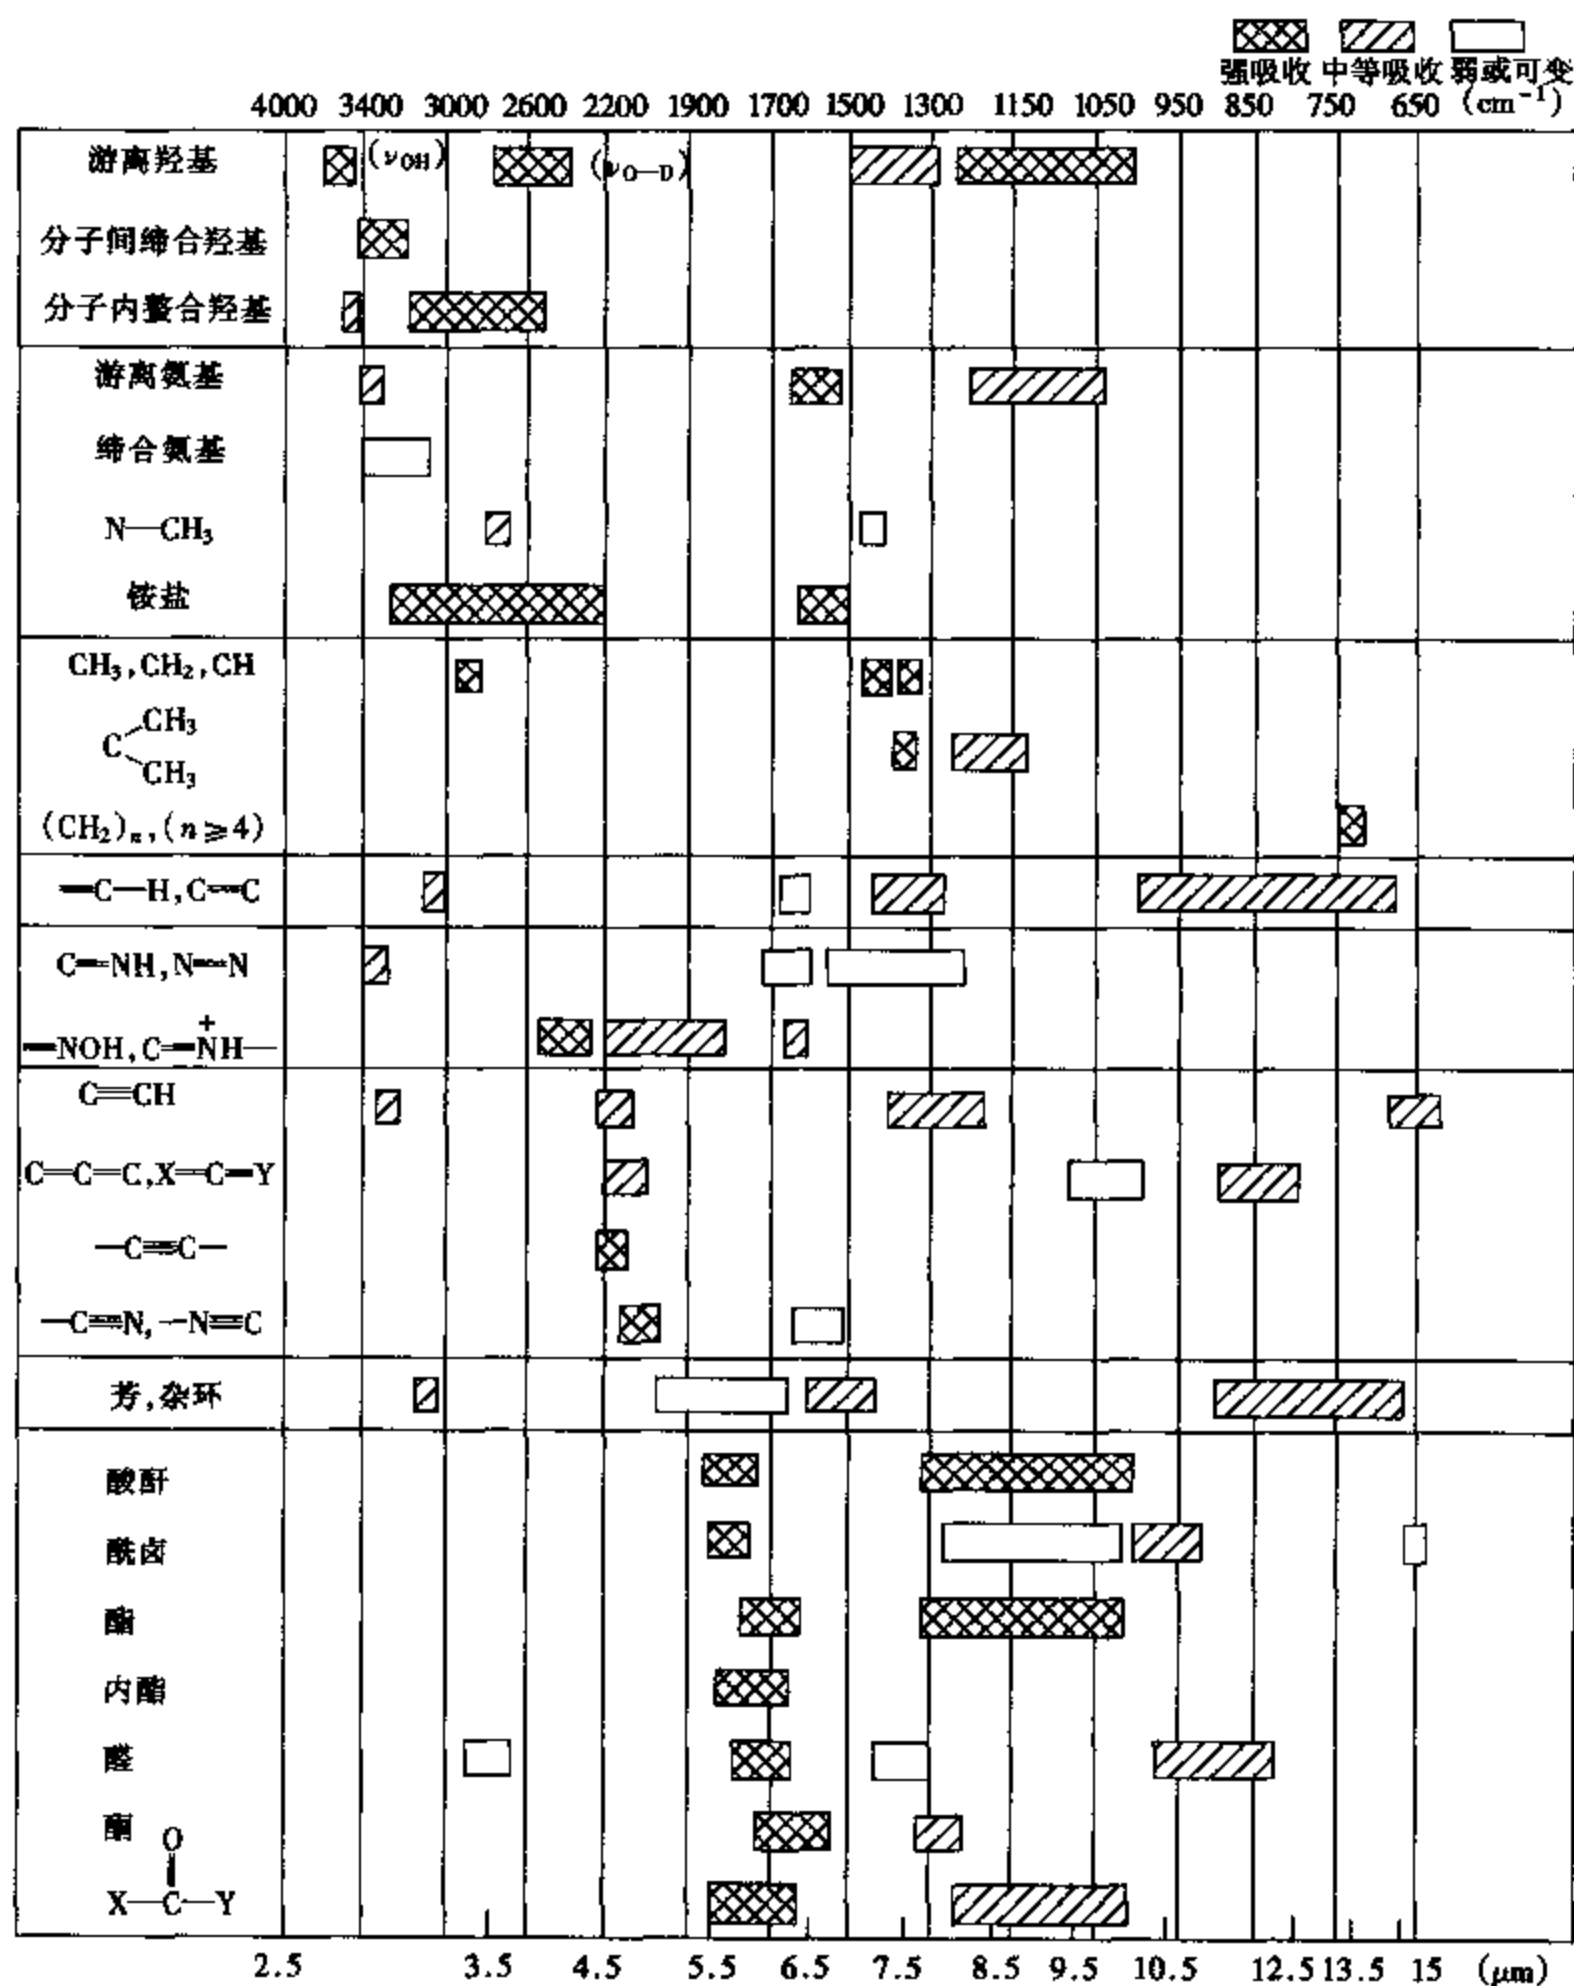 强吸收 中等吸收 弱或可变
4000 3400 3000 2600 2200 1900 1700 1500 1300 1150 1050 950 850 750 650 (cm⁻¹)
游离羟基 (νOH) (νO—D)
分子间缔合羟基
分子内螯合羟基
游离氨基
缔合氨基
N—CH₃
铵盐
CH₃,CH₂,CH
CH₃
C
CH₃
(CH₂)ₙ,(n≥4)
═C—H,C═C
C═NH,N═N
+
═NOH,C═NH—
C≡CH
C═C═C,X═C═Y
—C≡C—
—C≡N,—N≡C
芳,杂环
酸酐
酰卤
酯
内酯
醛
酮
O
X—C—Y
2.5 3.5 4.5 5.5 6.5 7.5 8.5 9.5 10.5 12.5 13.5 15 (μm)